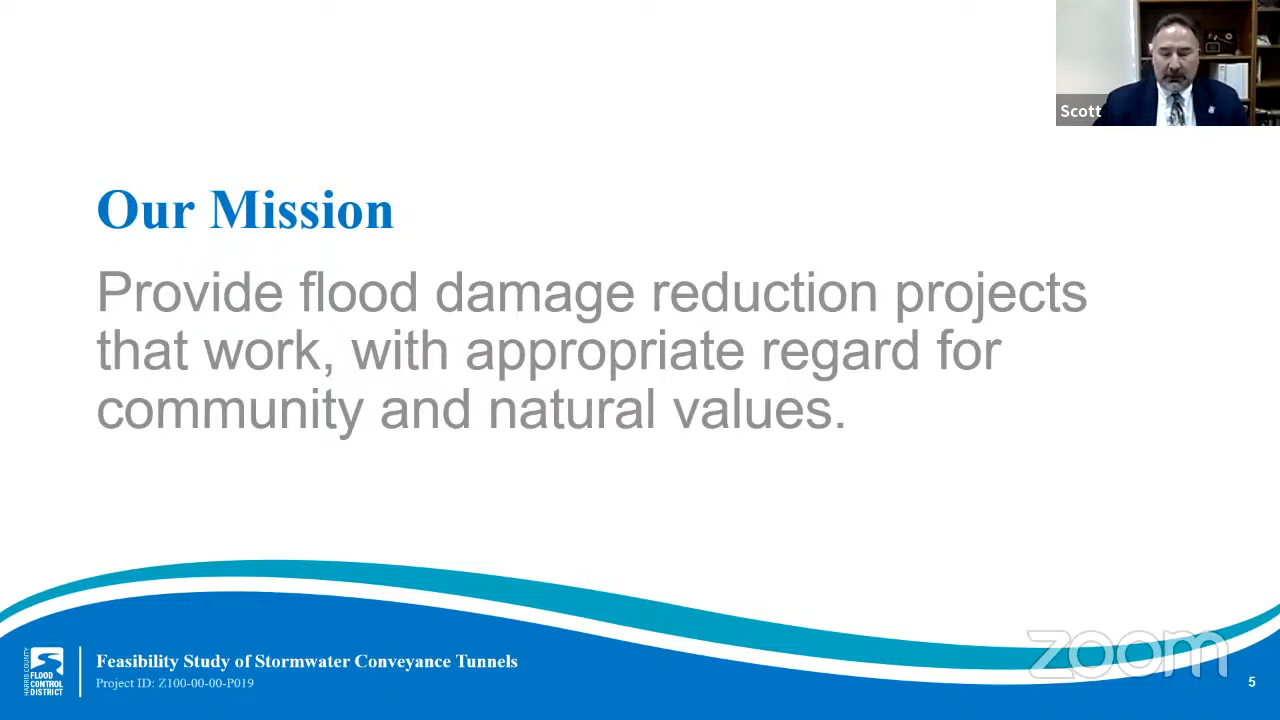 Scott
Our Mission
Provide flood damage reduction projects
that work, with appropriate regard for
community and natural values.
HARRIS COUNTY
FLOOD
CONTROL
DISTRICT
Feasibility Study of Stormwater Conveyance Tunnels
Project ID: Z100-00-00-P019
zoom
5